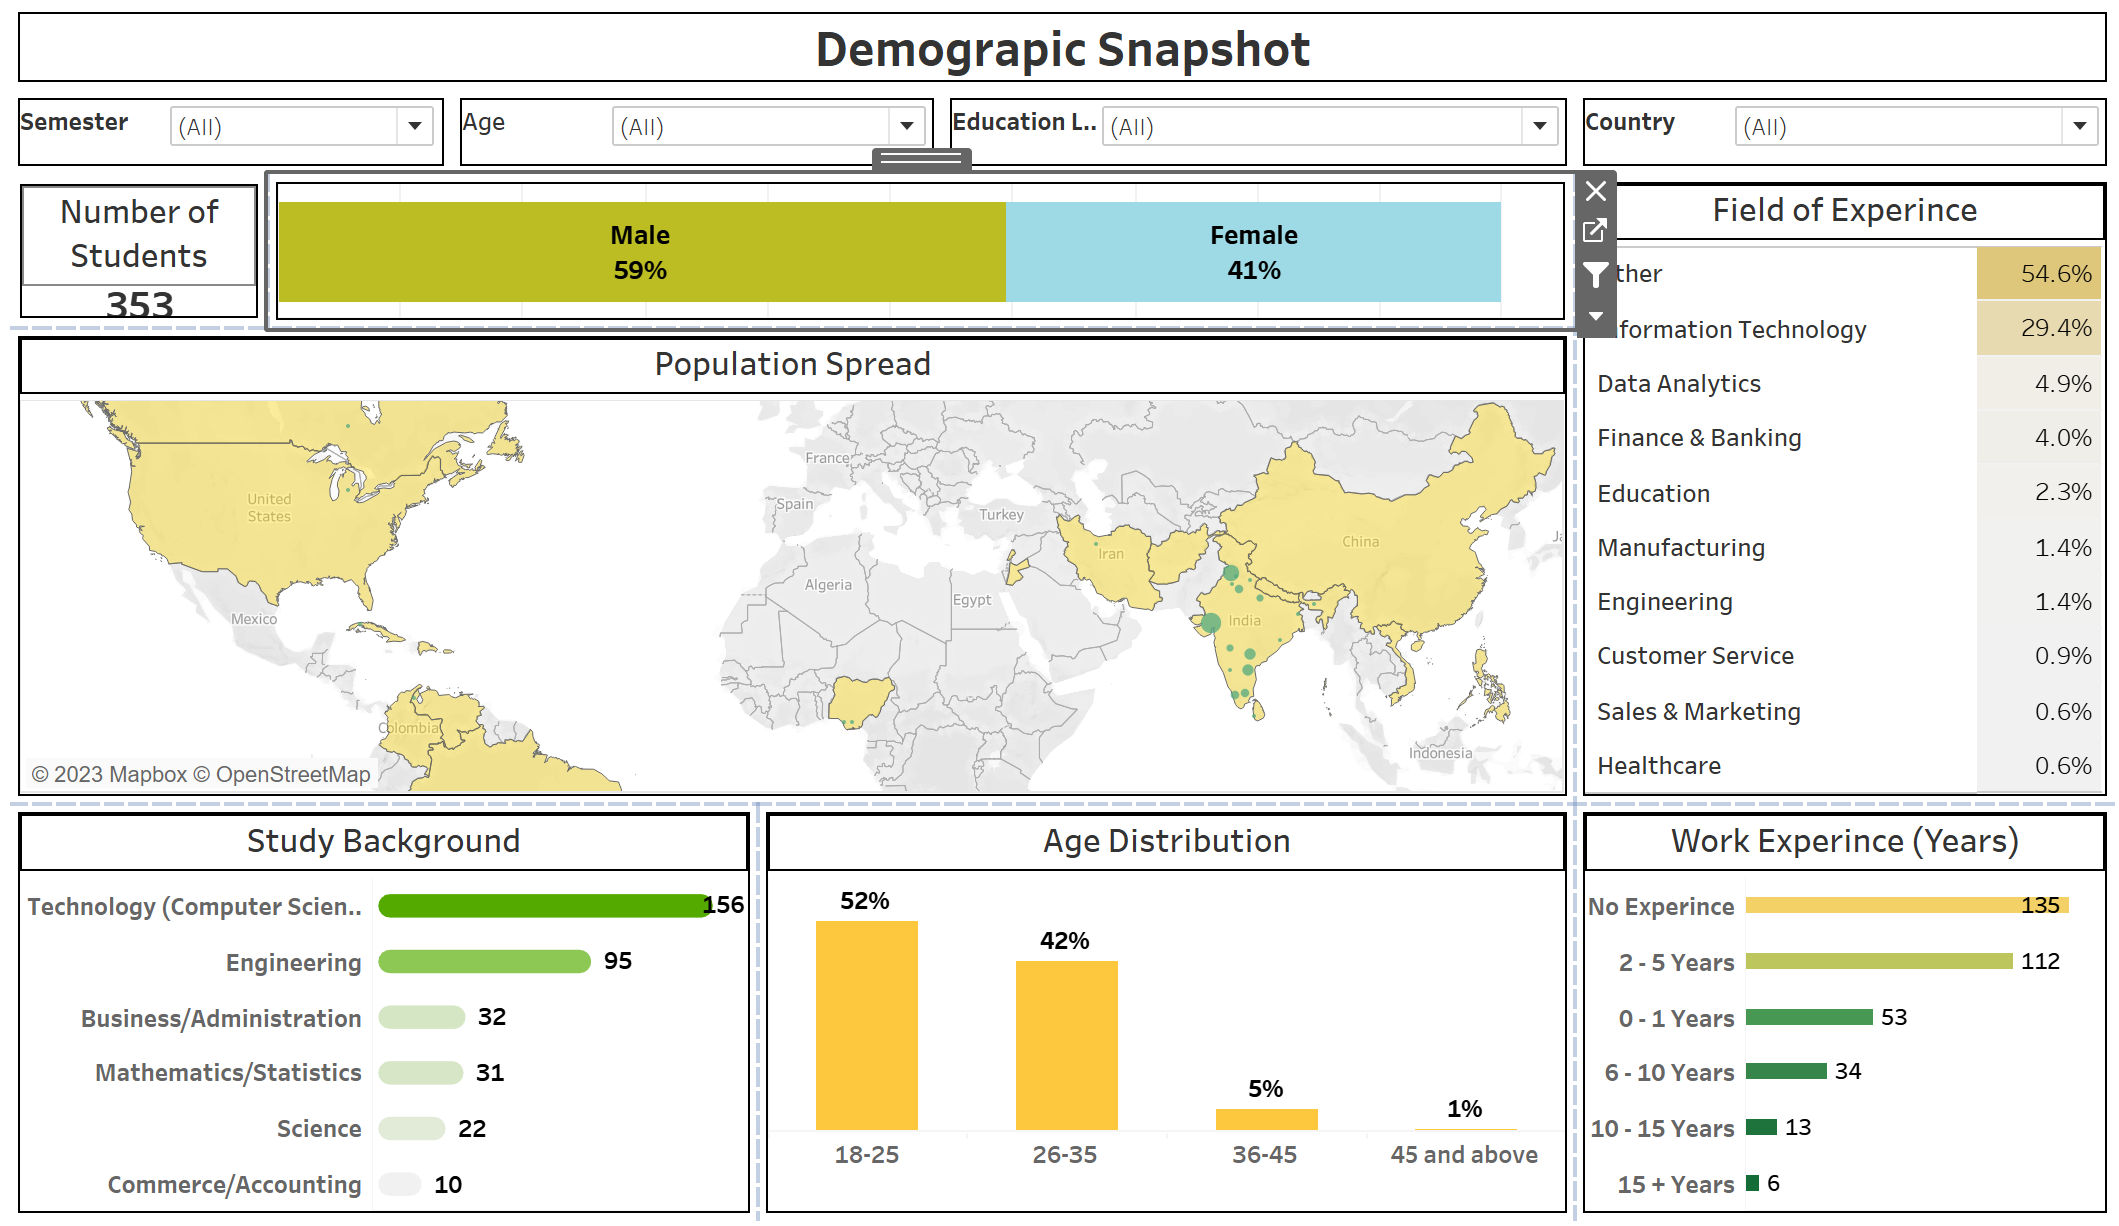 Demograpic Snapshot
Semester
(All)
Age
(All)
Education L..
(All)
Country
(All)
Number of
Students
353
Male
59%
Female
41%
Field of Experince
ther 54.6%
formation Technology 29.4%
Data Analytics 4.9%
Finance & Banking 4.0%
Education 2.3%
Manufacturing 1.4%
Engineering 1.4%
Customer Service 0.9%
Sales & Marketing 0.6%
Healthcare 0.6%
Population Spread
France
United
States
Spain
Turkey
Iran
China
Algeria
Egypt
Mexico
India
Colombia
Indonesia
© 2023 Mapbox © OpenStreetMap
Study Background
Technology (Computer Scien.. 156
Engineering 95
Business/Administration 32
Mathematics/Statistics 31
Science 22
Commerce/Accounting 10
Age Distribution
52%
42%
5%
1%
18-25
26-35
36-45
45 and above
Work Experince (Years)
No Experince 135
2 - 5 Years 112
0 - 1 Years 53
6 - 10 Years 34
10 - 15 Years 13
15 + Years 6